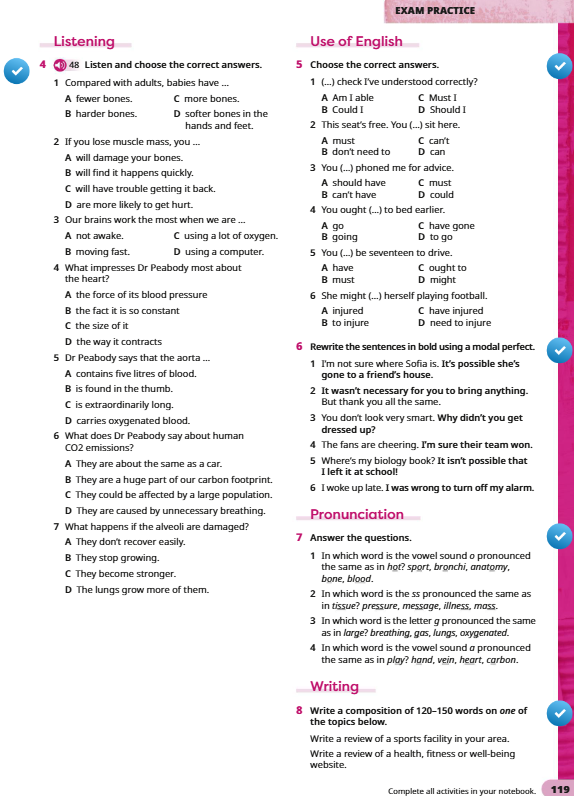 EXAM PRACTICE
Listening
4 48 Listen and choose the correct answers.
1 Compared with adults, babies have ...
A fewer bones. C more bones.
B harder bones. D softer bones in the
hands and feet.
2 If you lose muscle mass, you ...
A will damage your bones.
B will find it happens quickly.
C will have trouble getting it back.
D are more likely to get hurt.
3 Our brains work the most when we are ...
A not awake. C using a lot of oxygen.
B moving fast. D using a computer.
4 What impresses Dr Peabody most about
the heart?
A the force of its blood pressure
B the fact it is so constant
C the size of it
D the way it contracts
5 Dr Peabody says that the aorta ...
A contains five litres of blood.
B is found in the thumb.
C is extraordinarily long.
D carries oxygenated blood.
6 What does Dr Peabody say about human
CO2 emissions?
A They are about the same as a car.
B They are a huge part of our carbon footprint.
C They could be affected by a large population.
D They are caused by unnecessary breathing.
7 What happens if the alveoli are damaged?
A They don't recover easily.
B They stop growing.
C They become stronger.
D The lungs grow more of them.
Use of English
5 Choose the correct answers.
1 (...) check I've understood correctly?
A Am I able C Must I
B Could I D Should I
2 This seat's free. You (...) sit here.
A must C can't
B don't need to D can
3 You (...) phoned me for advice.
A should have C must
B can't have D could
4 You ought (...) to bed earlier.
A go C have gone
B going D to go
5 You (...) be seventeen to drive.
A have C ought to
B must D might
6 She might (...) herself playing football.
A injured C have injured
B to injure D need to injure
6 Rewrite the sentences in bold using a modal perfect.
1 I'm not sure where Sofia is. It's possible she's
gone to a friend's house.
2 It wasn't necessary for you to bring anything.
But thank you all the same.
3 You don't look very smart. Why didn't you get
dressed up?
4 The fans are cheering. I'm sure their team won.
5 Where's my biology book? It isn't possible that
I left it at school!
6 I woke up late. I was wrong to turn off my alarm.
Pronunciation
7 Answer the questions.
1 In which word is the vowel sound o pronounced
the same as in hot? sport, bronchi, anatomy,
bone, blood.
2 In which word is the ss pronounced the same as
in tissue? pressure, message, illness, mass.
3 In which word is the letter g pronounced the same
as in large? breathing, gas, lungs, oxygenated.
4 In which word is the vowel sound a pronounced
the same as in play? hand, vein, heart, carbon.
Writing
8 Write a composition of 120–150 words on one of
the topics below.
Write a review of a sports facility in your area.
Write a review of a health, fitness or well-being
website.
Complete all activities in your notebook. 119